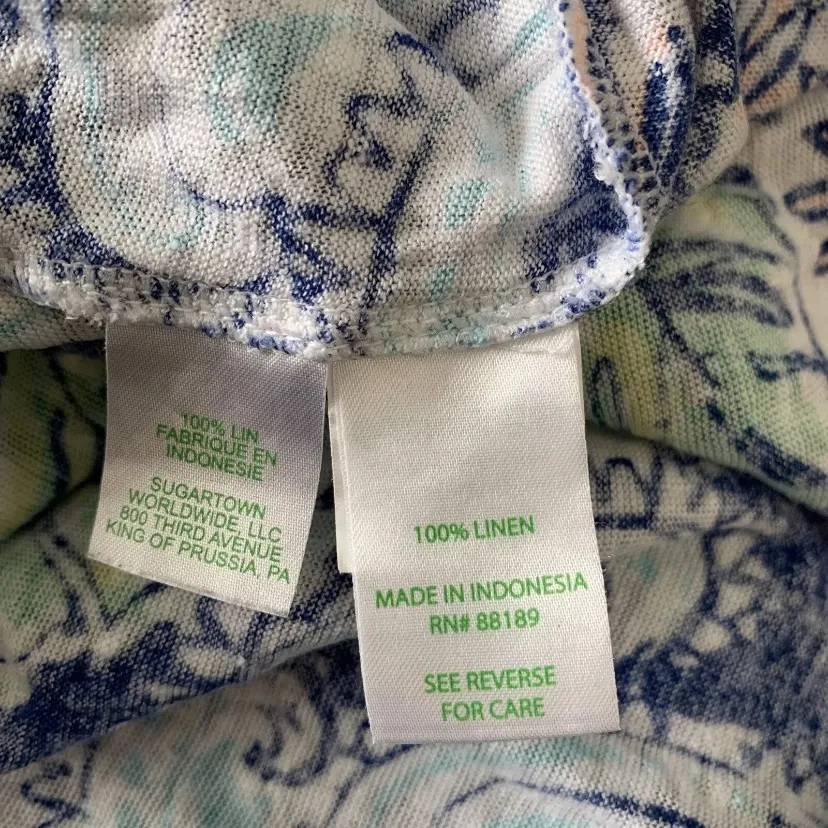 100% LIN
FABRIQUE EN
INDONESIE
SUGARTOWN
WORLDWIDE, LLC
800 THIRD AVENUE
KING OF PRUSSIA, PA
100% LINEN
MADE IN INDONESIA
RN# 88189
SEE REVERSE
FOR CARE